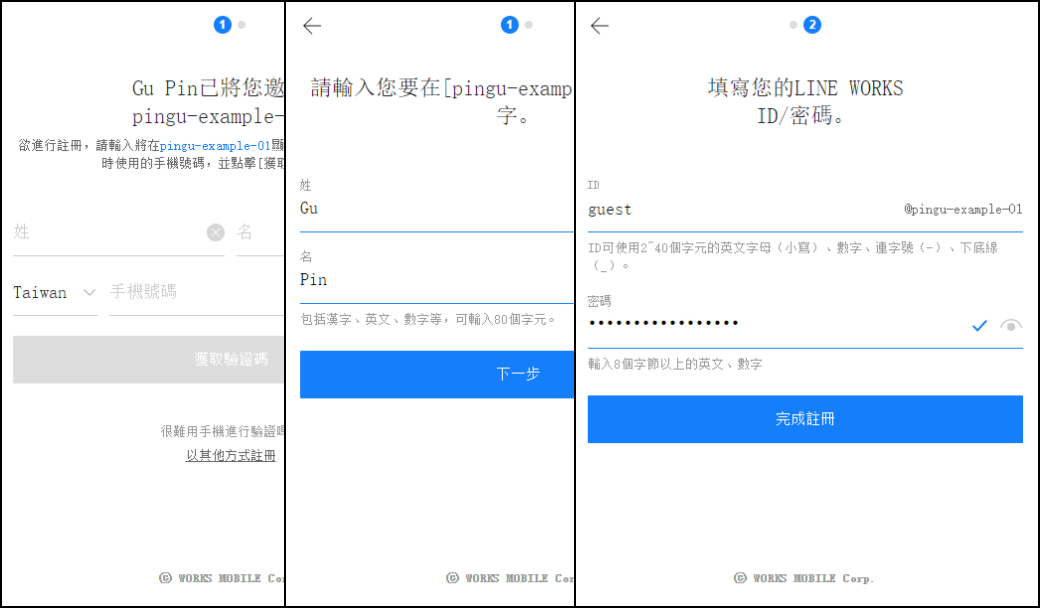 1
Gu Pin已將您邀
pingu-example-
欲進行註冊，請輸入將在pingu-example-01顯
時使用的手機號碼，並點擊[獲取
姓
名
Taiwan
手機號碼
獲取驗證碼
很難用手機進行驗證
以其他方式註冊
WORKS MOBILE Co
1
請輸入您要在[pingu-examp
字。
姓
Gu
名
Pin
包括漢字、英文、數字等，可輸入80個字元。
下一步
WORKS MOBILE Cor
2
填寫您的LINE WORKS
ID/密碼。
ID
guest
@pingu-example-01
ID可使用2~40個字元的英文字母（小寫）、數字、連字號（-）、下底線
（_）。
密碼
•••••••••••••••••
輸入8個字節以上的英文、數字
完成註冊
WORKS MOBILE Corp.